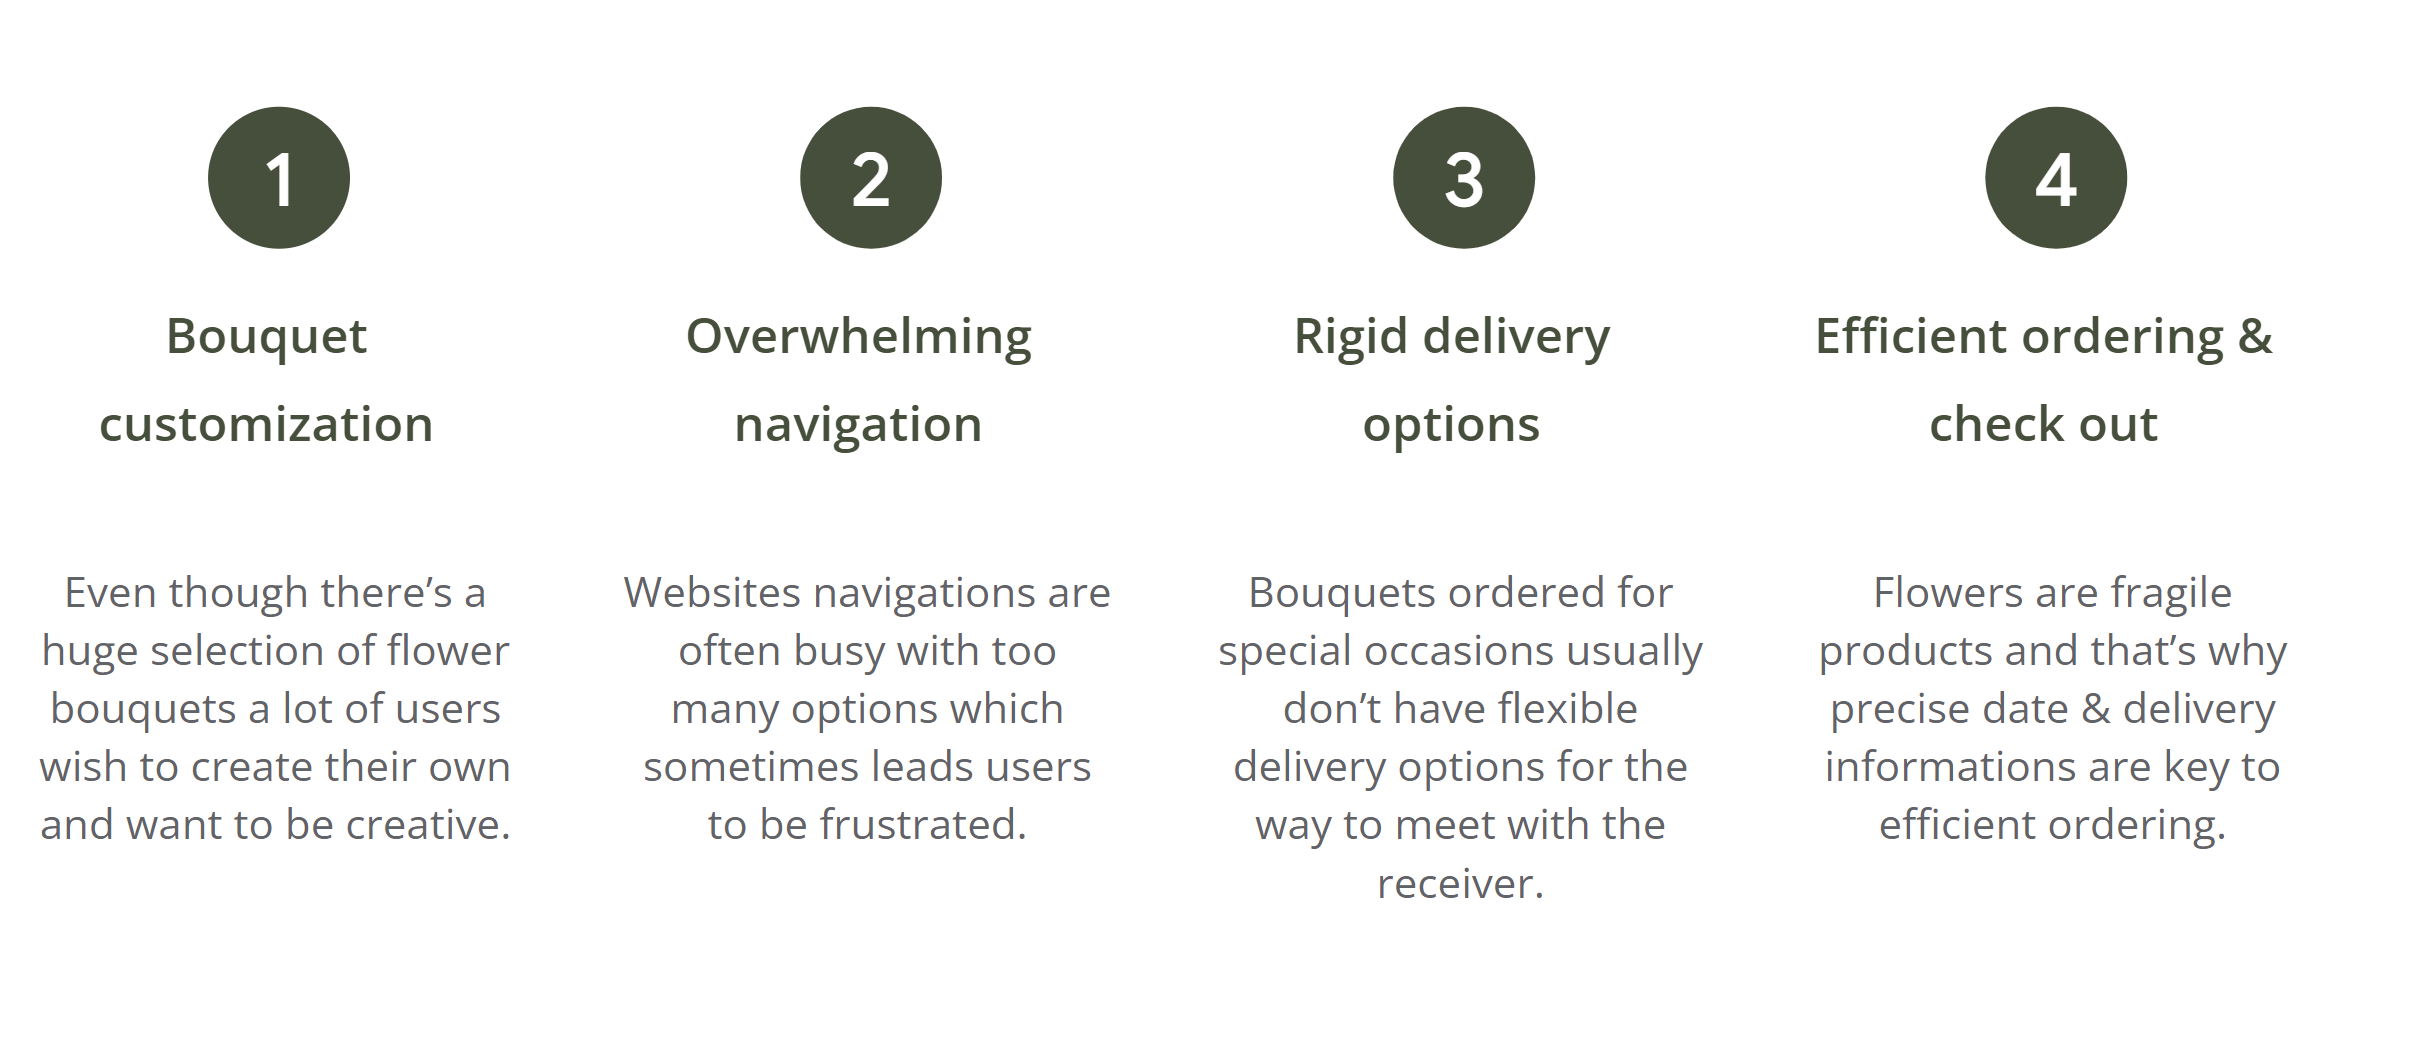 1
Bouquet
customization
Even though there’s a
huge selection of flower
bouquets a lot of users
wish to create their own
and want to be creative.
2
Overwhelming
navigation
Websites navigations are
often busy with too
many options which
sometimes leads users
to be frustrated.
3
Rigid delivery
options
Bouquets ordered for
special occasions usually
don’t have flexible
delivery options for the
way to meet with the
receiver.
4
Efficient ordering &
check out
Flowers are fragile
products and that’s why
precise date & delivery
informations are key to
efficient ordering.